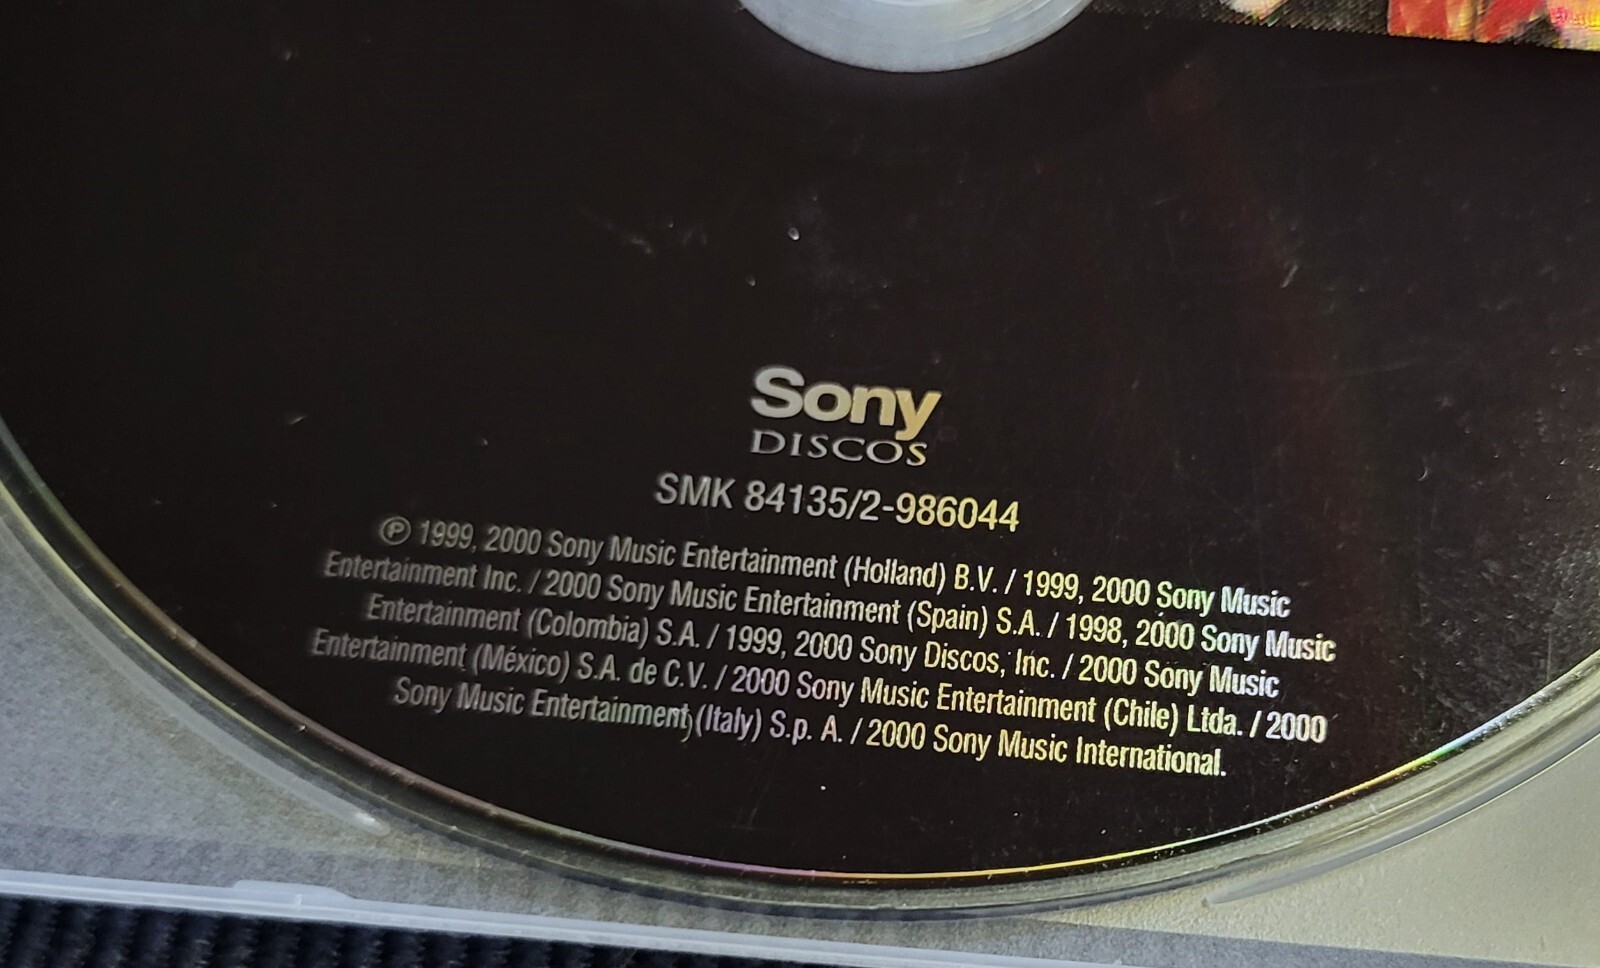 Sony
DISCOS
SMK 84135/2-986044
℗ 1999, 2000 Sony Music Entertainment (Holland) B.V. / 1999, 2000 Sony Music
Entertainment Inc. / 2000 Sony Music Entertainment (Spain) S.A. / 1998, 2000 Sony Music
Entertainment (Colombia) S.A. / 1999, 2000 Sony Discos, Inc. / 2000 Sony Music
Entertainment (México) S.A. de C.V. / 2000 Sony Music Entertainment (Chile) Ltda. / 2000
Sony Music Entertainment (Italy) S.p. A. / 2000 Sony Music International.